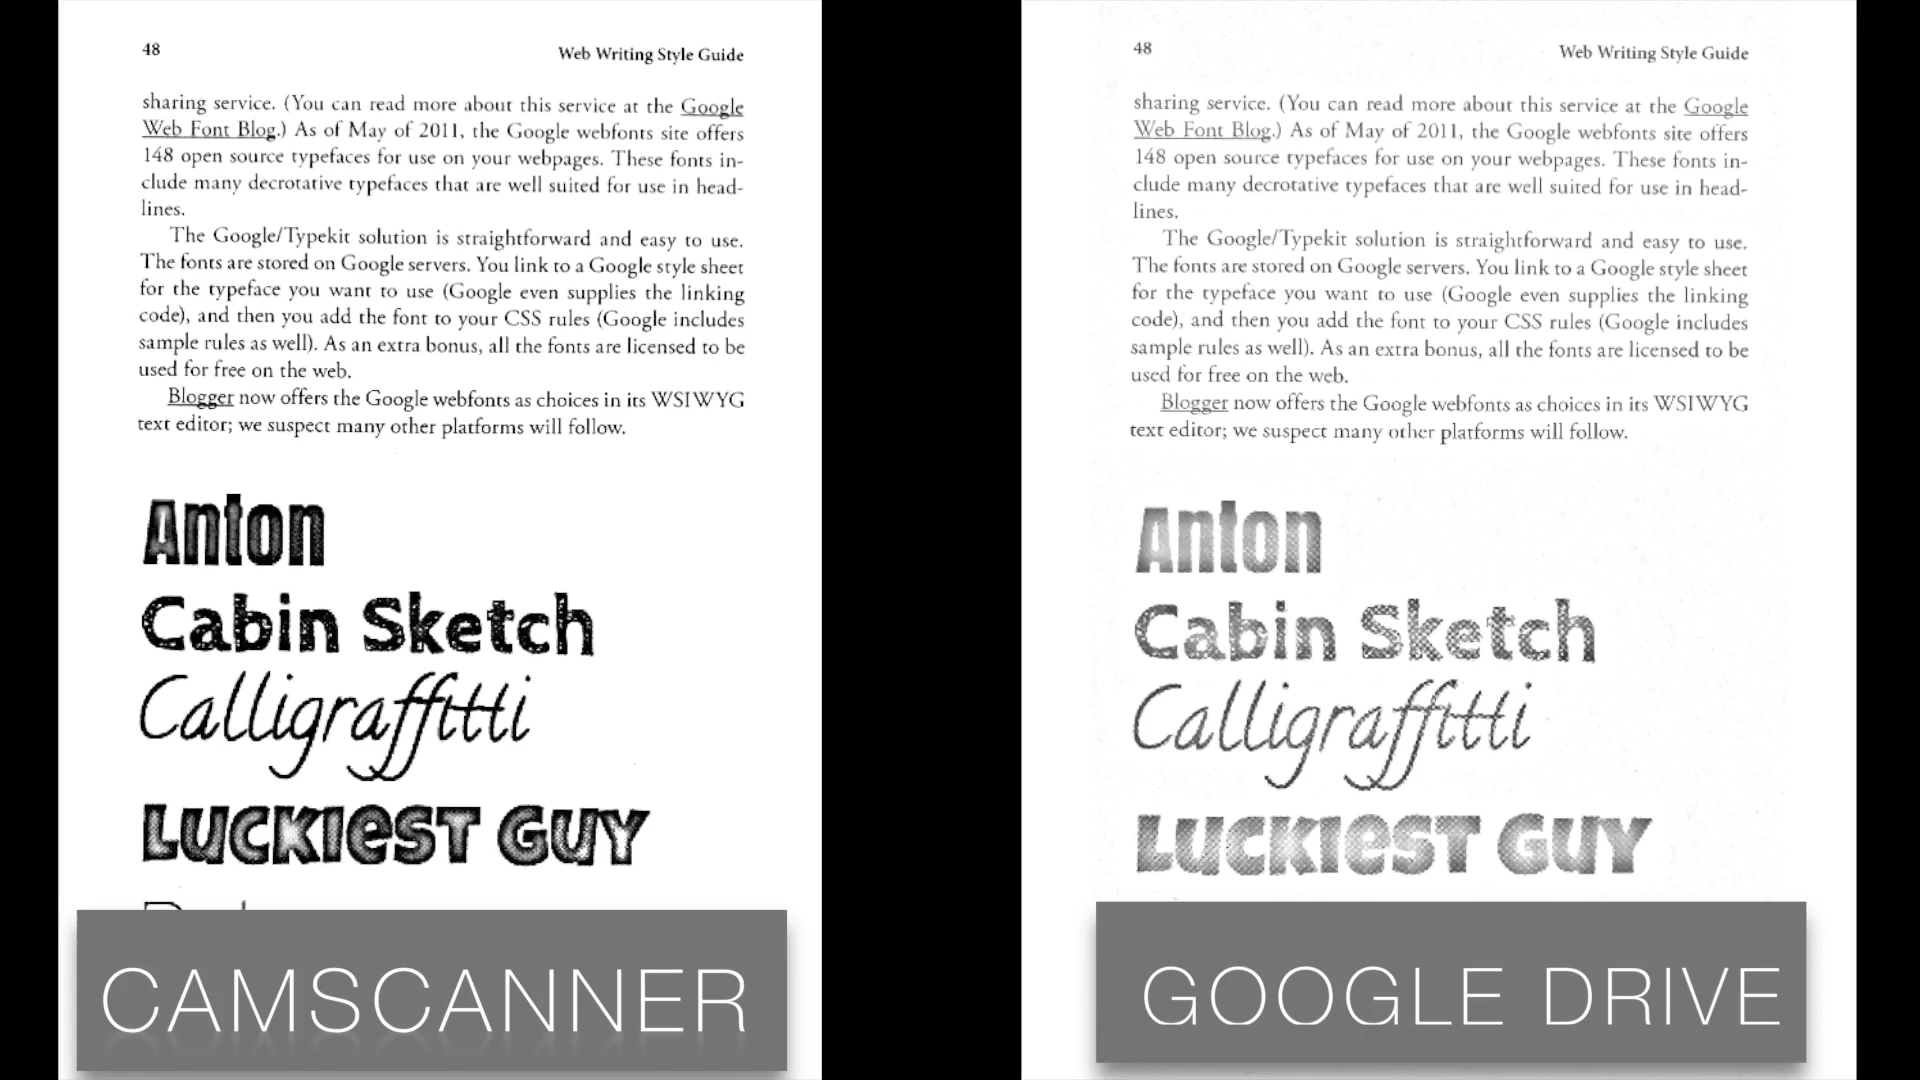 48
Web Writing Style Guide
sharing service. (You can read more about this service at the Google
Web Font Blog.) As of May of 2011, the Google webfonts site offers
148 open source typefaces for use on your webpages. These fonts in-
clude many decrotative typefaces that are well suited for use in head-
lines.
The Google/Typekit solution is straightforward and easy to use.
The fonts are stored on Google servers. You link to a Google style sheet
for the typeface you want to use (Google even supplies the linking
code), and then you add the font to your CSS rules (Google includes
sample rules as well). As an extra bonus, all the fonts are licensed to be
used for free on the web.
Blogger now offers the Google webfonts as choices in its WSIWYG
text editor; we suspect many other platforms will follow.
Anton
Cabin Sketch
Calligraffitti
LUCKIEST GUY
CAMSCANNER
48
Web Writing Style Guide
sharing service. (You can read more about this service at the Google
Web Font Blog.) As of May of 2011, the Google webfonts site offers
148 open source typefaces for use on your webpages. These fonts in-
clude many decrotative typefaces that are well suited for use in head-
lines.
The Google/Typekit solution is straightforward and easy to use.
The fonts are stored on Google servers. You link to a Google style sheet
for the typeface you want to use (Google even supplies the linking
code), and then you add the font to your CSS rules (Google includes
sample rules as well). As an extra bonus, all the fonts are licensed to be
used for free on the web.
Blogger now offers the Google webfonts as choices in its WSIWYG
text editor; we suspect many other platforms will follow.
Anton
Cabin Sketch
Calligraffitti
LUCKIEST GUY
GOOGLE DRIVE